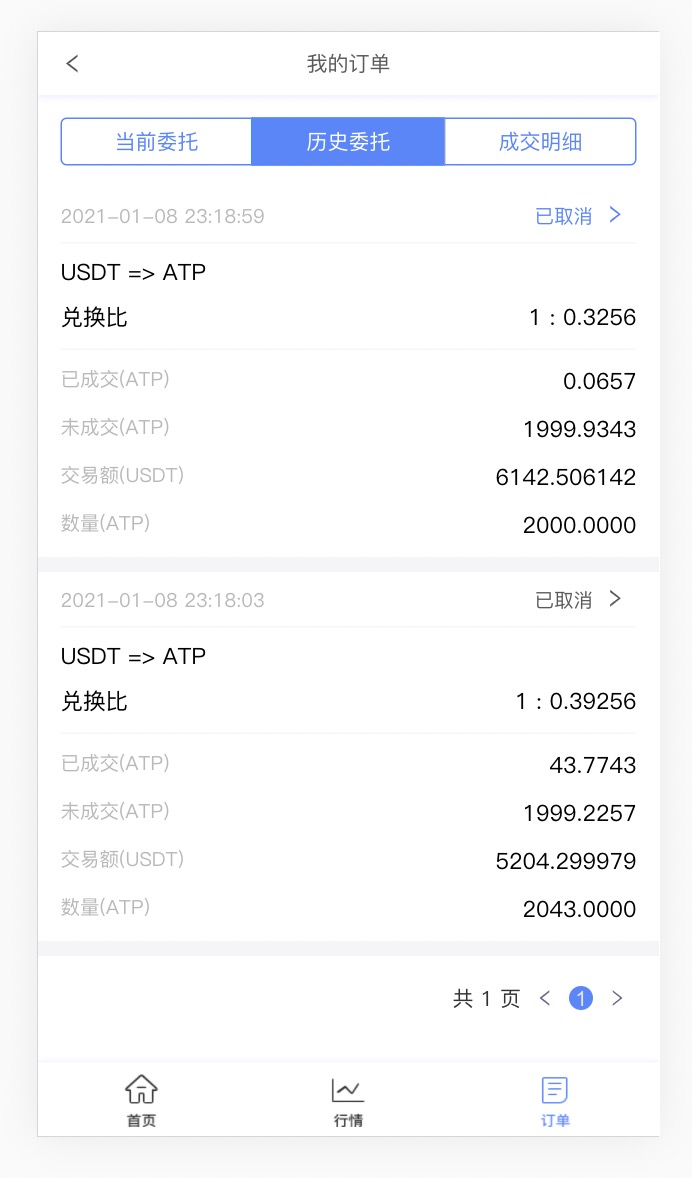 我的订单
当前委托 历史委托 成交明细
2021-01-08 23:18:59 已取消 >
USDT => ATP
兑换比 1 : 0.3256
已成交(ATP) 0.0657
未成交(ATP) 1999.9343
交易额(USDT) 6142.506142
数量(ATP) 2000.0000
2021-01-08 23:18:03 已取消 >
USDT => ATP
兑换比 1 : 0.39256
已成交(ATP) 43.7743
未成交(ATP) 1999.2257
交易额(USDT) 5204.299979
数量(ATP) 2043.0000
共 1 页 < 1 >
首页 行情 订单